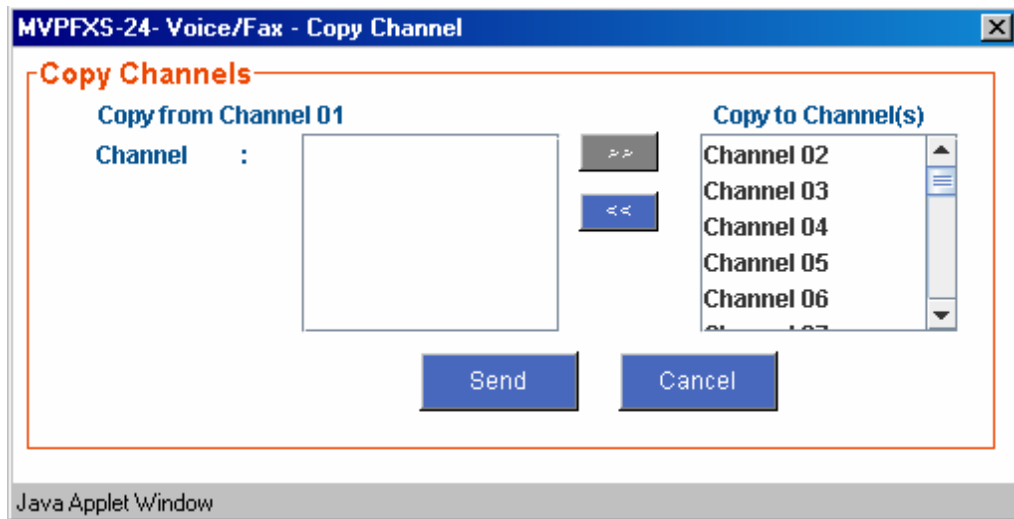 MVPFXS-24- Voice/Fax - Copy Channel
Copy Channels
Copy from Channel 01
Copy to Channel(s)
Channel :
>>
<<
Channel 02
Channel 03
Channel 04
Channel 05
Channel 06
Send
Cancel
Java Applet Window